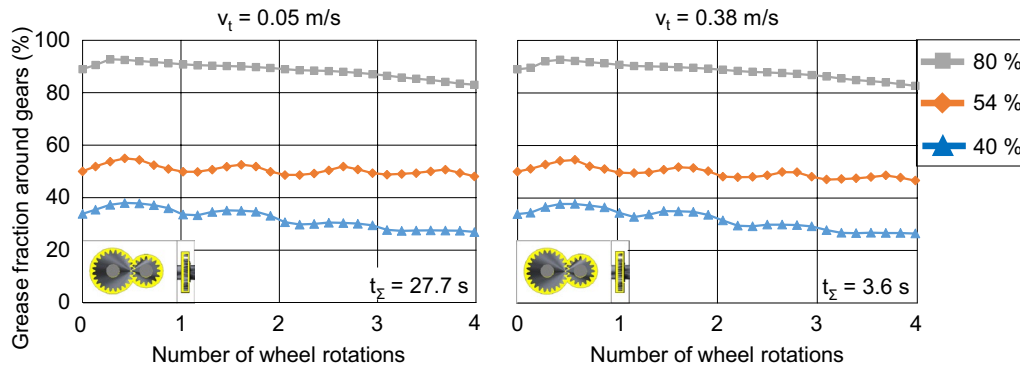 v_t = 0.05 m/s
v_t = 0.38 m/s
Grease fraction around gears (%)
100
80
60
40
20
0
80 %
54 %
40 %
t_Σ = 27.7 s
t_Σ = 3.6 s
0 1 2 3 4
0 1 2 3 4
Number of wheel rotations
Number of wheel rotations